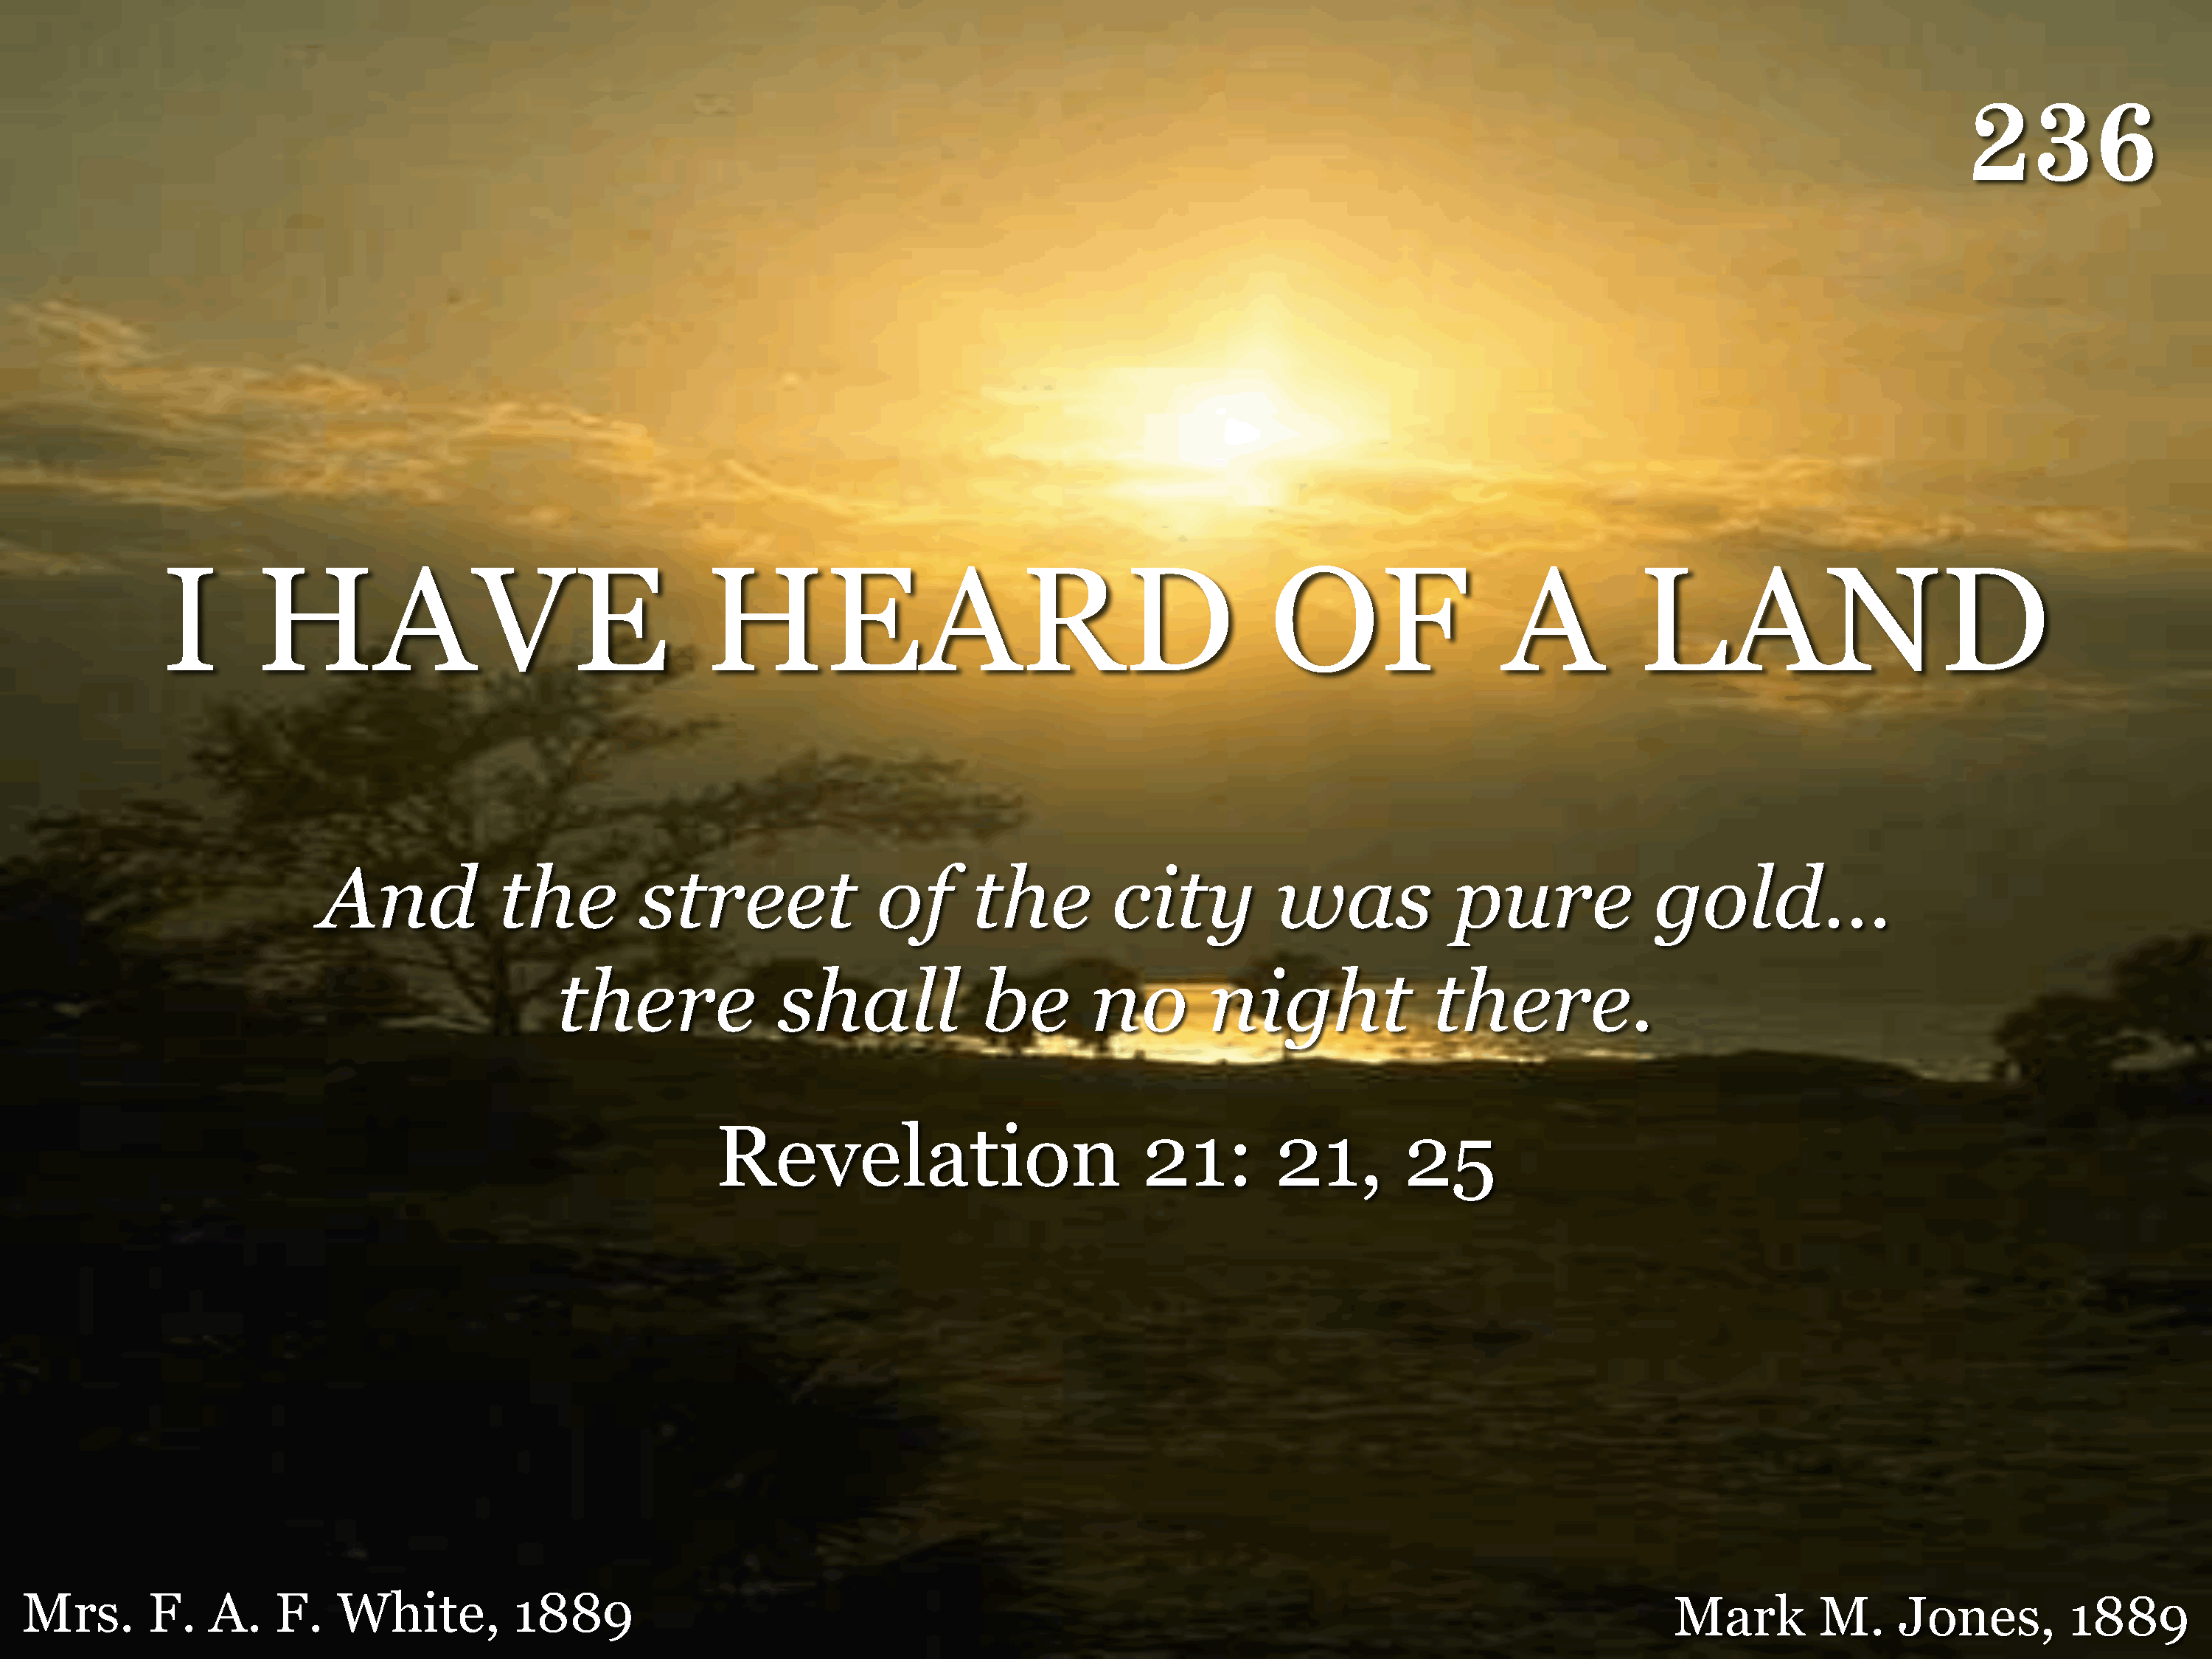 236
I HAVE HEARD OF A LAND
And the street of the city was pure gold...
there shall be no night there.
Revelation 21: 21, 25
Mrs. F. A. F. White, 1889
Mark M. Jones, 1889